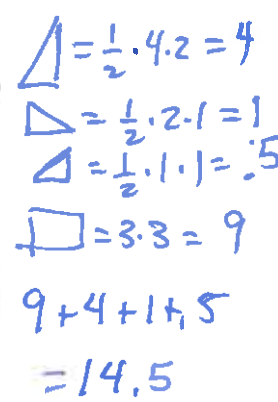 = 1/2 · 4 · 2 = 4
= 1/2 · 2 · 1 = 1
= 1/2 · 1 · 1 = .5
= 3 · 3 = 9
9 + 4 + 1 + .5
= 14.5